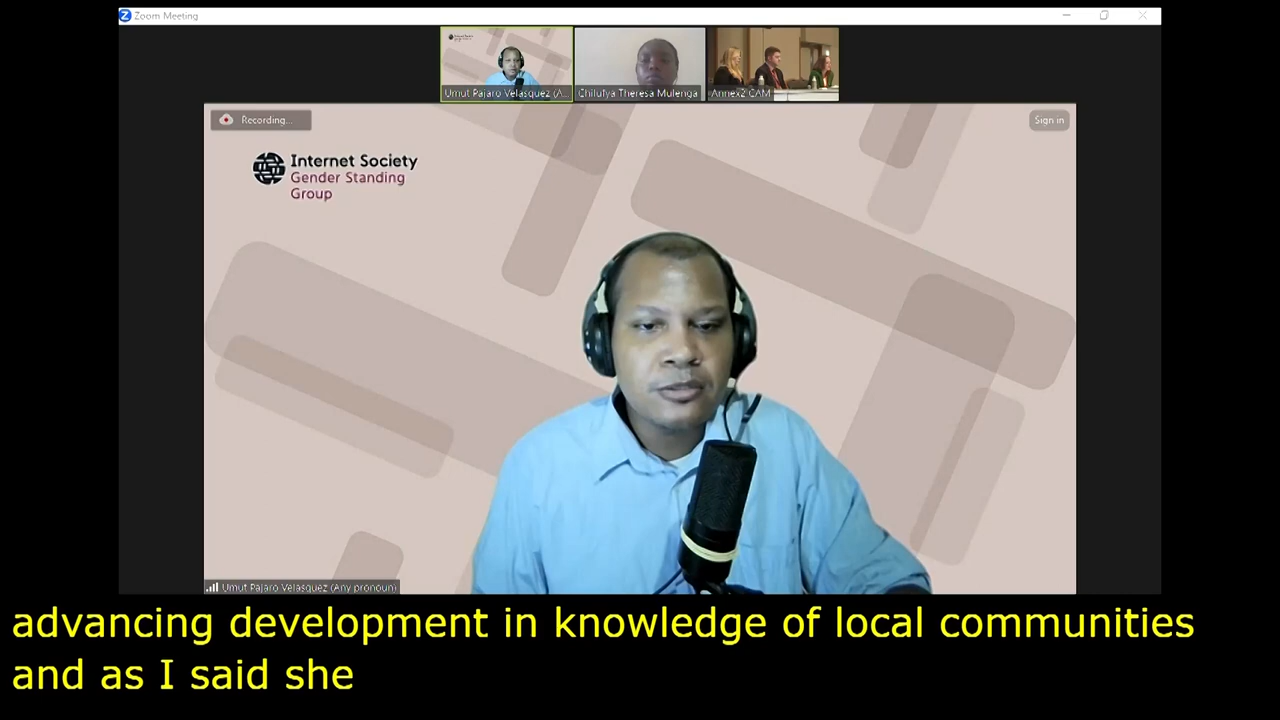 Zoom Meeting
Umut Pajaro Velasquez (A...
Chilufya Theresa Mulenga
Annex2 CAM
Recording...
Sign in
Internet Society
Gender Standing
Group
Umut Pajaro Velasquez (Any pronoun)
advancing development in knowledge of local communities
and as I said she